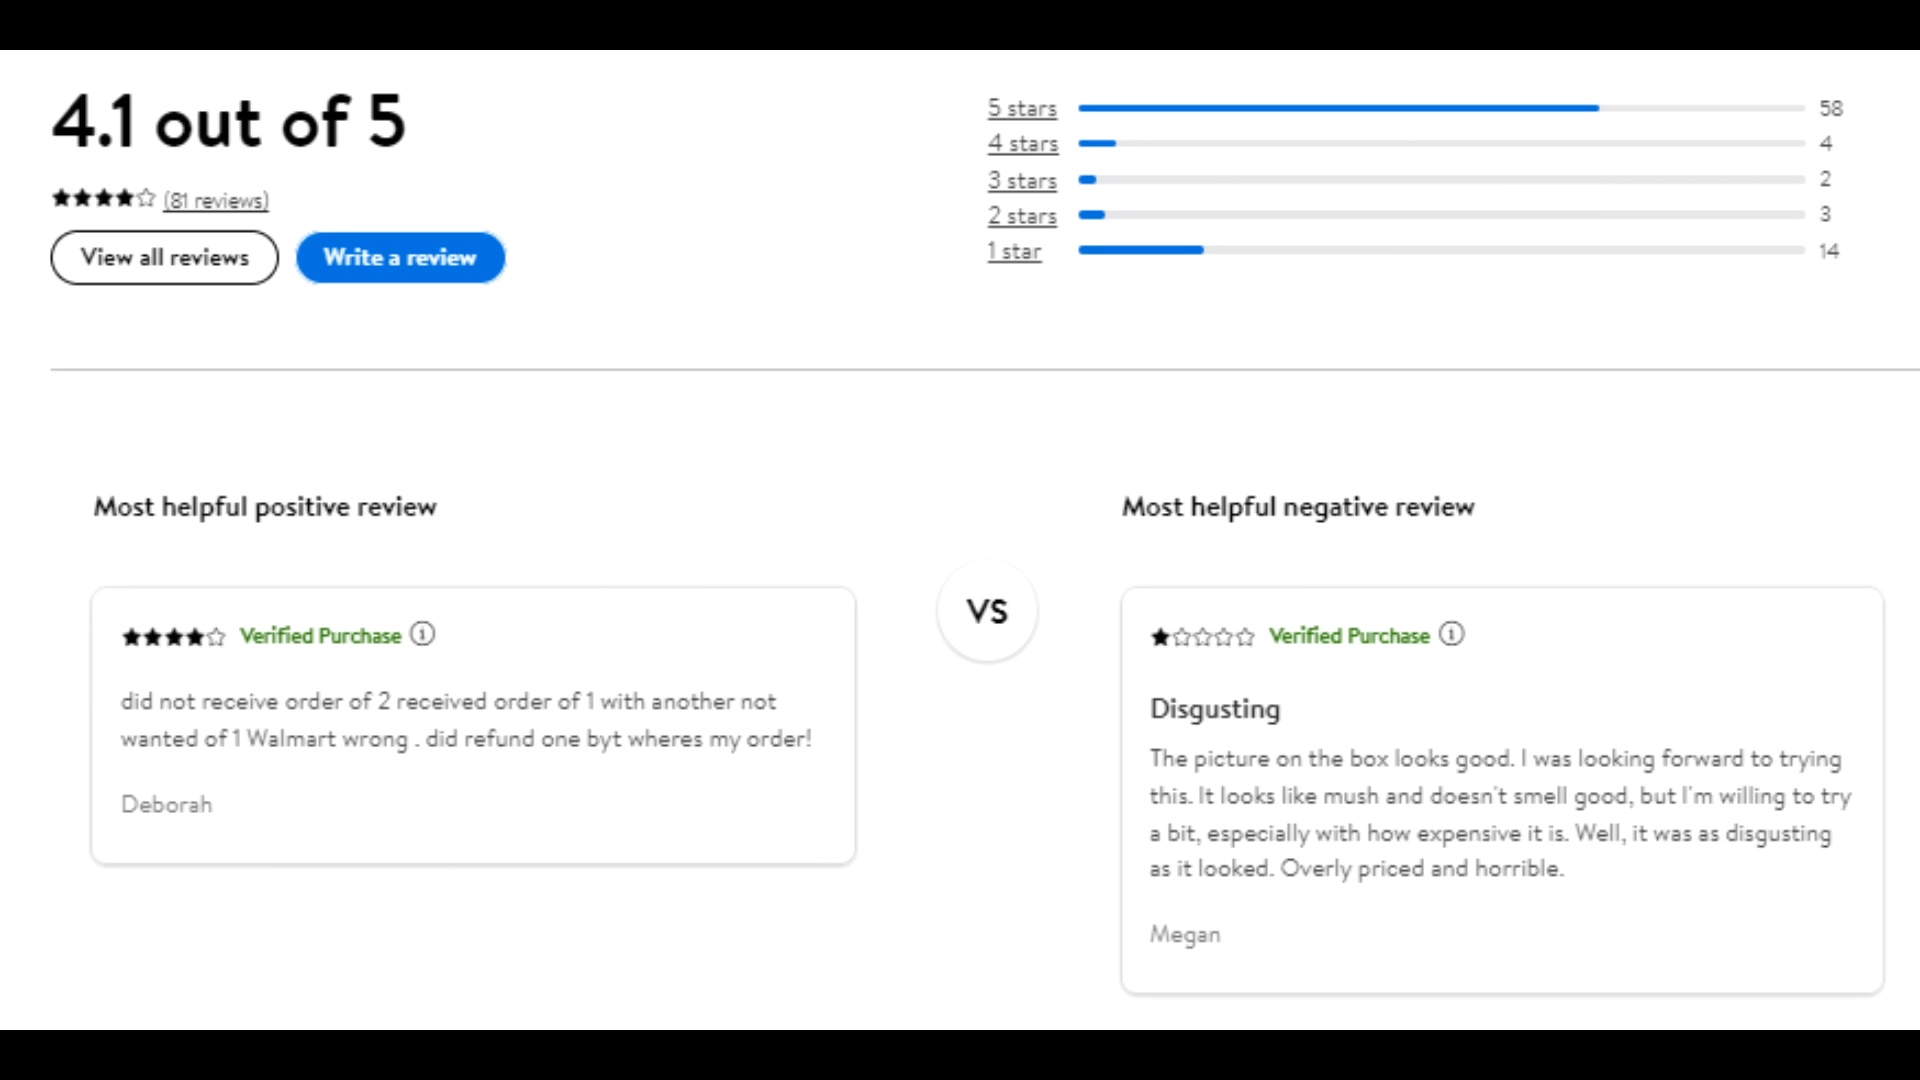 4.1 out of 5
(81 reviews)
View all reviews
Write a review
5 stars 58
4 stars 4
3 stars 2
2 stars 3
1 star 14
Most helpful positive review
Verified Purchase
did not receive order of 2 received order of 1 with another not
wanted of 1 Walmart wrong . did refund one byt wheres my order!
Deborah
VS
Most helpful negative review
Verified Purchase
Disgusting
The picture on the box looks good. I was looking forward to trying
this. It looks like mush and doesn't smell good, but I'm willing to try
a bit, especially with how expensive it is. Well, it was as disgusting
as it looked. Overly priced and horrible.
Megan